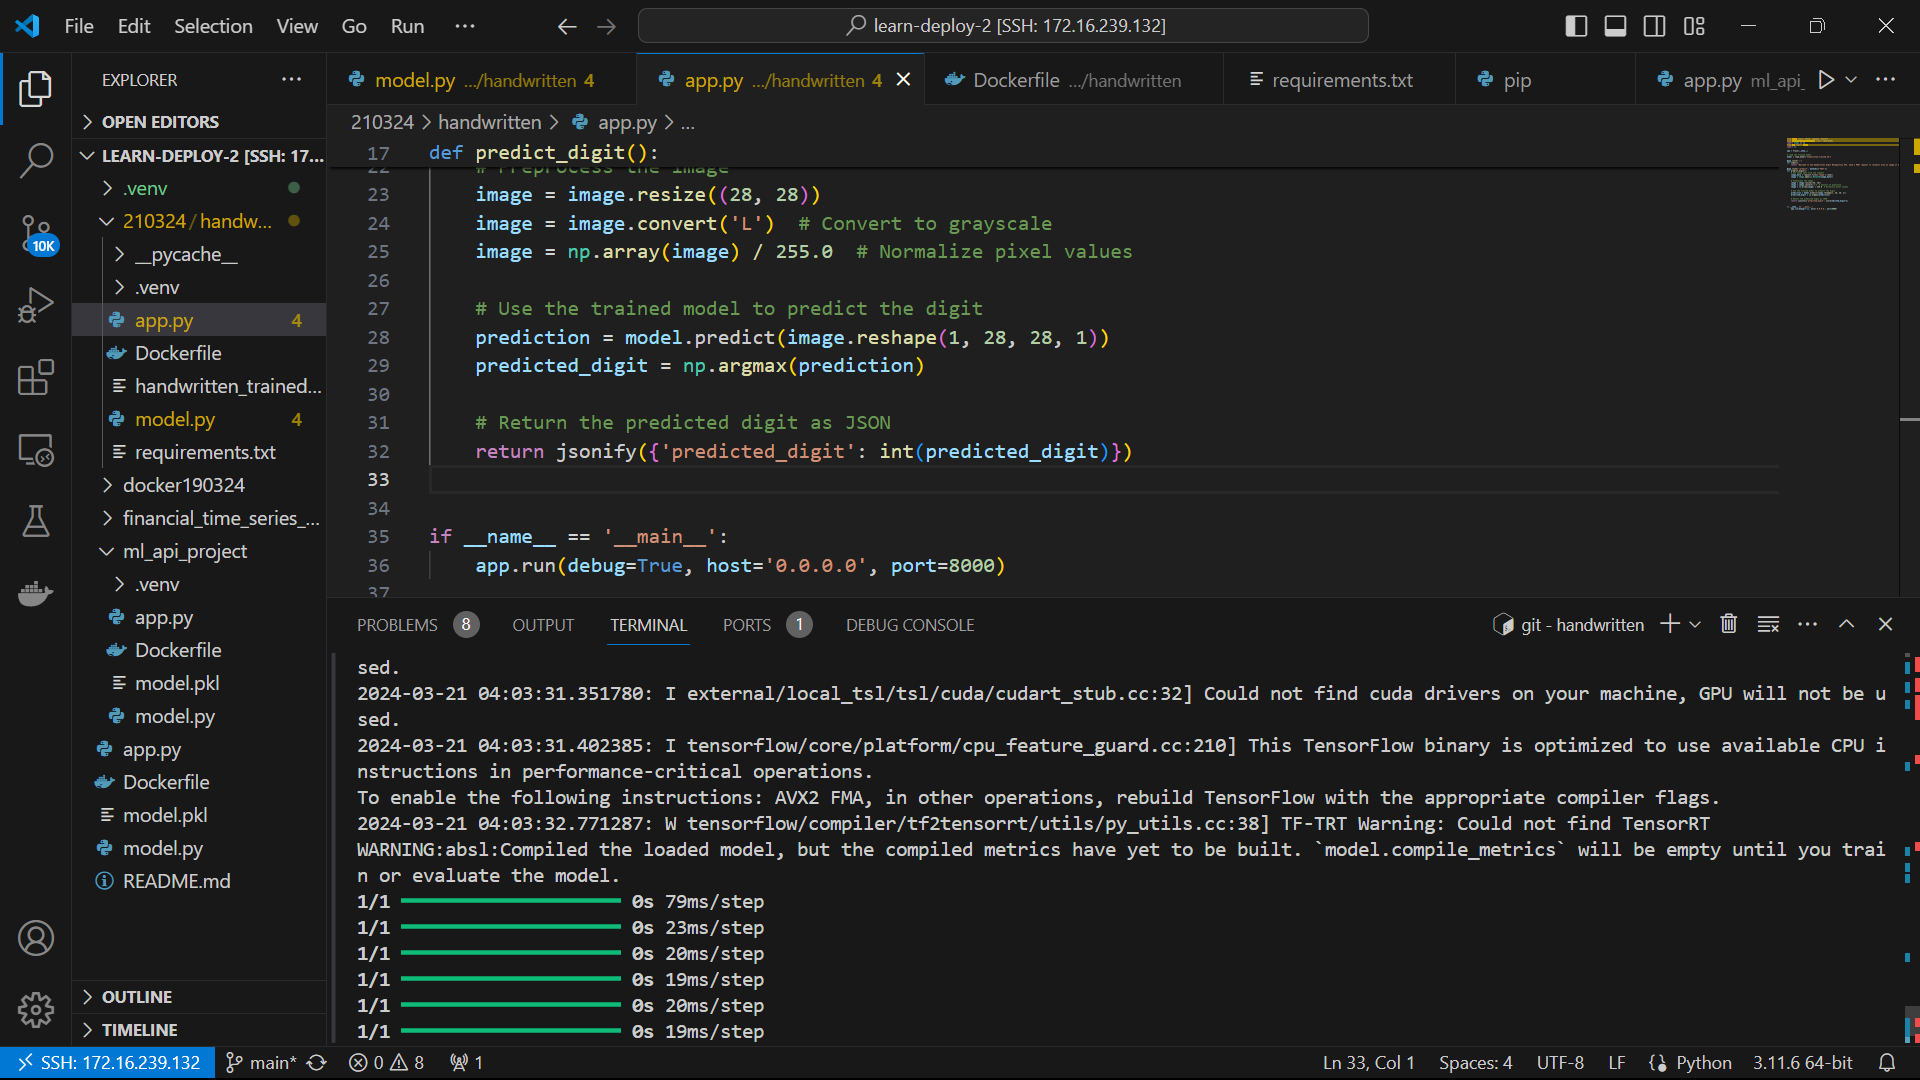 File Edit Selection View Go Run ···
learn-deploy-2 [SSH: 172.16.239.132]
EXPLORER
OPEN EDITORS
LEARN-DEPLOY-2 [SSH: 17...
.venv
210324 / handw...
__pycache__
.venv
app.py 4
Dockerfile
handwritten_trained...
model.py 4
requirements.txt
docker190324
financial_time_series_...
ml_api_project
.venv
app.py
Dockerfile
model.pkl
model.py
app.py
Dockerfile
model.pkl
model.py
README.md
OUTLINE
TIMELINE
10K
model.py .../handwritten 4
app.py .../handwritten 4
Dockerfile .../handwritten
requirements.txt
pip
app.py ml_api_
210324 > handwritten > app.py > ...
17 def predict_digit():
22 # Preprocess the image
23 image = image.resize((28, 28))
24 image = image.convert('L')  # Convert to grayscale
25 image = np.array(image) / 255.0  # Normalize pixel values
26
27 # Use the trained model to predict the digit
28 prediction = model.predict(image.reshape(1, 28, 28, 1))
29 predicted_digit = np.argmax(prediction)
30
31 # Return the predicted digit as JSON
32 return jsonify({'predicted_digit': int(predicted_digit)})
33
34
35 if __name__ == '__main__':
36 app.run(debug=True, host='0.0.0.0', port=8000)
37
PROBLEMS 8 OUTPUT TERMINAL PORTS 1 DEBUG CONSOLE
git - handwritten
sed.
2024-03-21 04:03:31.351780: I external/local_tsl/tsl/cuda/cudart_stub.cc:32] Could not find cuda drivers on your machine, GPU will not be u
sed.
2024-03-21 04:03:31.402385: I tensorflow/core/platform/cpu_feature_guard.cc:210] This TensorFlow binary is optimized to use available CPU i
nstructions in performance-critical operations.
To enable the following instructions: AVX2 FMA, in other operations, rebuild TensorFlow with the appropriate compiler flags.
2024-03-21 04:03:32.771287: W tensorflow/compiler/tf2tensorrt/utils/py_utils.cc:38] TF-TRT Warning: Could not find TensorRT
WARNING:absl:Compiled the loaded model, but the compiled metrics have yet to be built. `model.compile_metrics` will be empty until you trai
n or evaluate the model.
1/1 0s 79ms/step
1/1 0s 23ms/step
1/1 0s 20ms/step
1/1 0s 19ms/step
1/1 0s 20ms/step
1/1 0s 19ms/step
SSH: 172.16.239.132 main* 0 8 1
Ln 33, Col 1 Spaces: 4 UTF-8 LF Python 3.11.6 64-bit